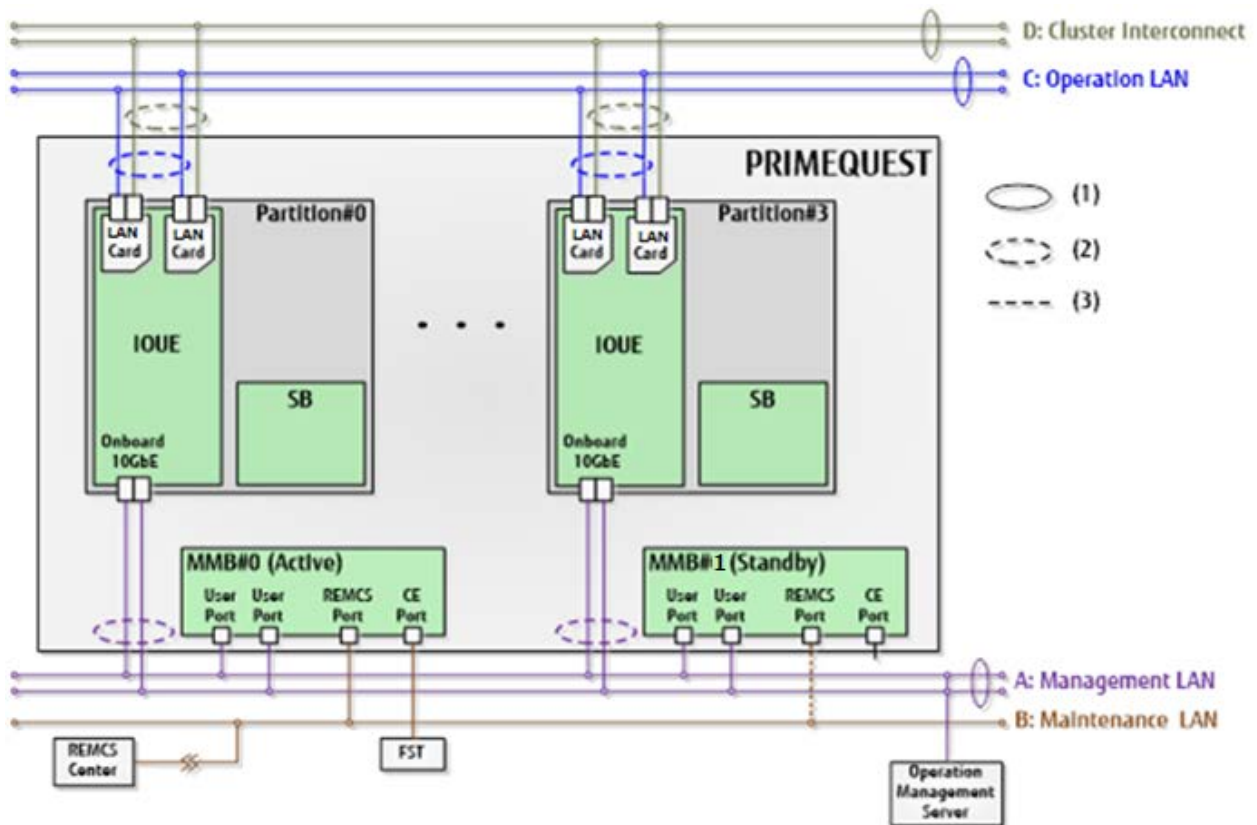 D: Cluster Interconnect
C: Operation LAN
PRIMEQUEST
(1)
(2)
(3)
Partition#0
LAN
Card
LAN
Card
IOUE
SB
Onboard
10GbE
Partition#3
LAN
Card
LAN
Card
IOUE
SB
Onboard
10GbE
MMB#0 (Active)
User
Port
User
Port
REMCS
Port
CE
Port
MMB#1 (Standby)
User
Port
User
Port
REMCS
Port
CE
Port
A: Management LAN
B: Maintenance LAN
REMCS
Center
FST
Operation
Management
Server